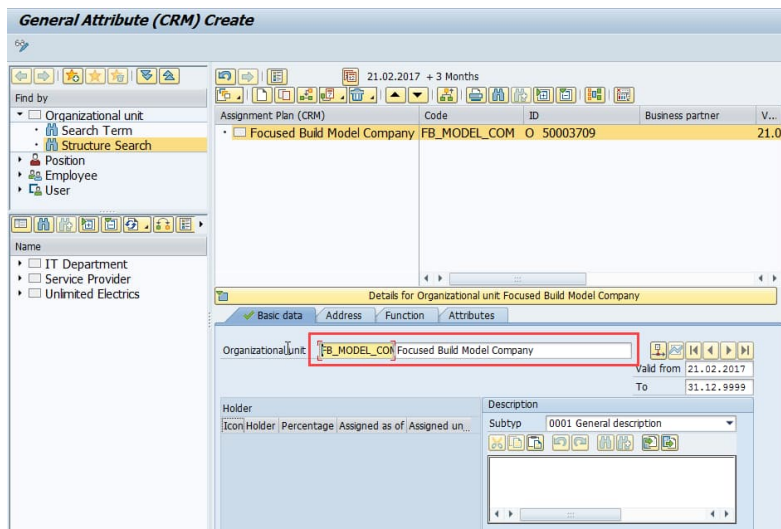 General Attribute (CRM) Create
21.02.2017 + 3 Months
Find by
Organizational unit
Search Term
Structure Search
Position
Employee
User
Name
IT Department
Service Provider
Unlimited Electrics
Assignment Plan (CRM) Code ID Business partner V...
Focused Build Model Company FB_MODEL_COM O 50003709 21.0
Details for Organizational unit Focused Build Model Company
Basic data Address Function Attributes
Organizational unit FB_MODEL_COM Focused Build Model Company
Valid from 21.02.2017
To 31.12.9999
Holder
Icon Holder Percentage Assigned as of Assigned un...
Description
Subtyp 0001 General description